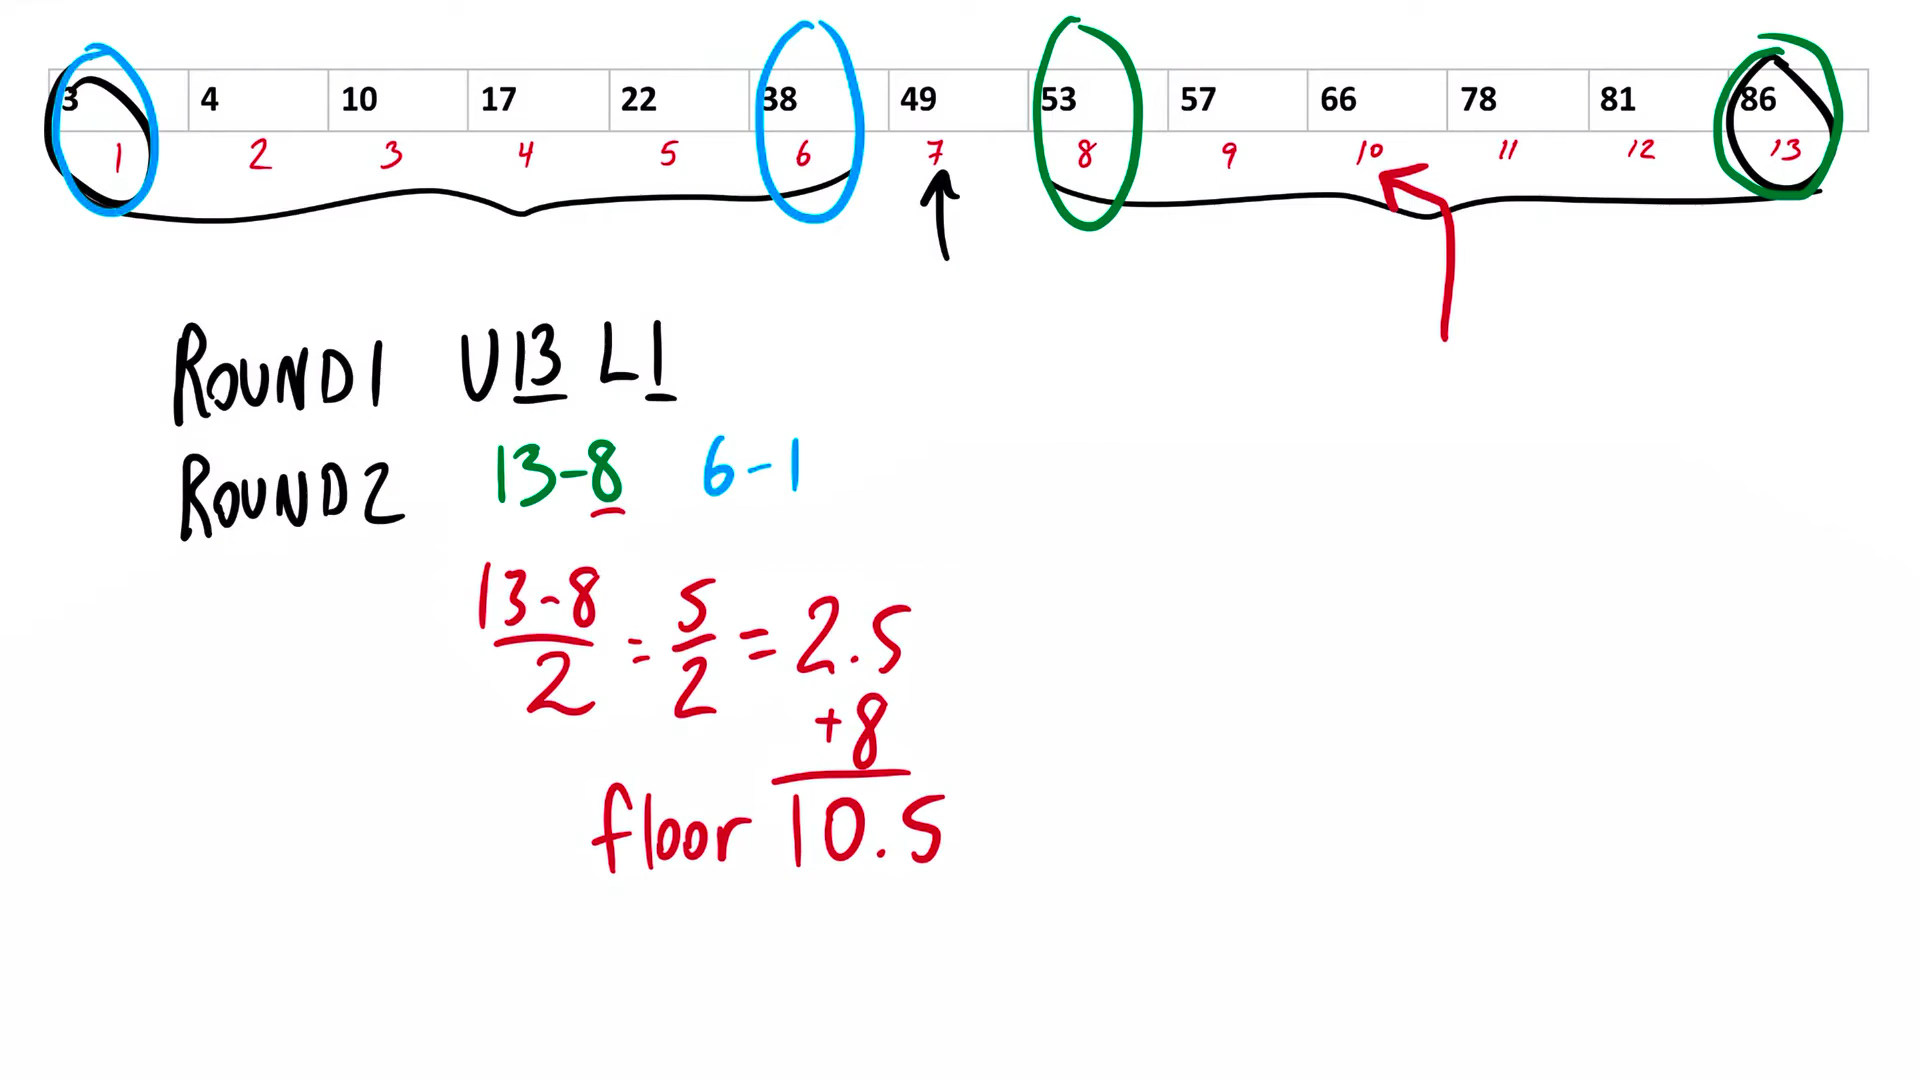 3 4 10 17 22 38 49 53 57 66 78 81 86
1 2 3 4 5 6 7 8 9 10 11 12 13
ROUND1 U13 L1
ROUND2 13-8 6-1
13-8/2 = 5/2 = 2.5
+8
floor 10.5